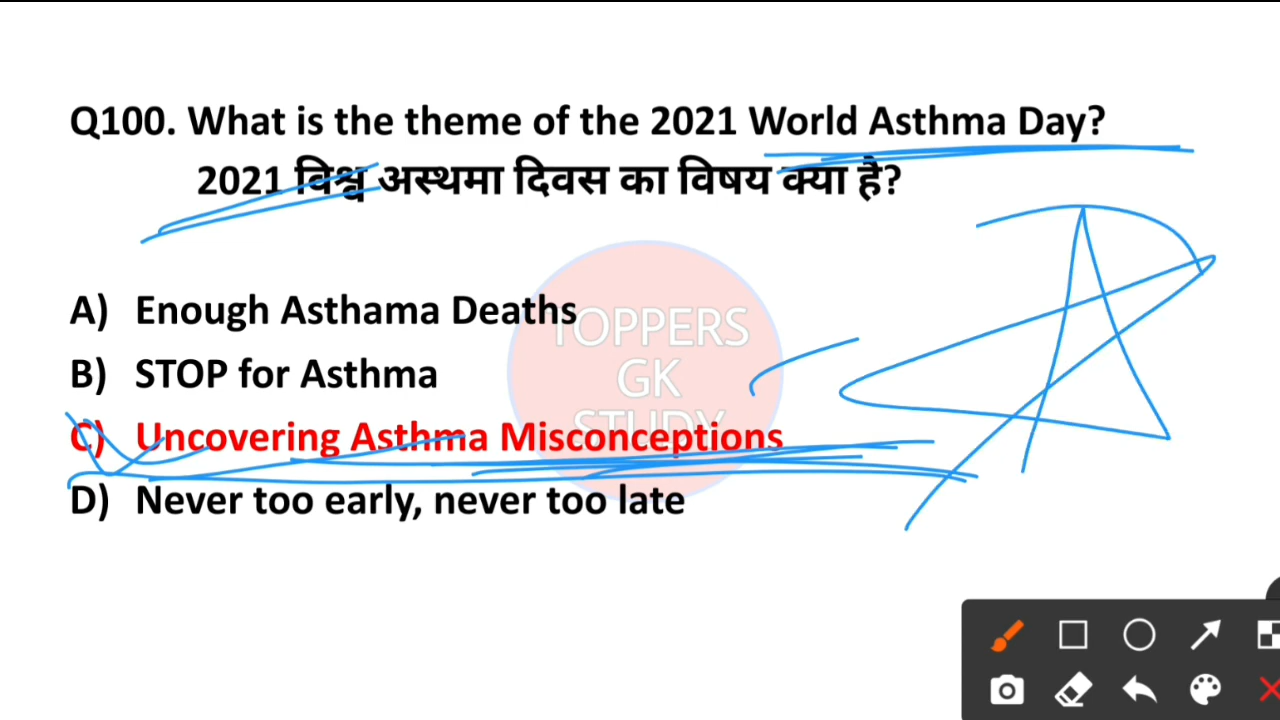 Q100. What is the theme of the 2021 World Asthma Day?
2021 विश्व अस्थमा दिवस का विषय क्या है?
A) Enough Asthama Deaths
B) STOP for Asthma
C) Uncovering Asthma Misconceptions
D) Never too early, never too late
TOPPERS
GK
STUDY